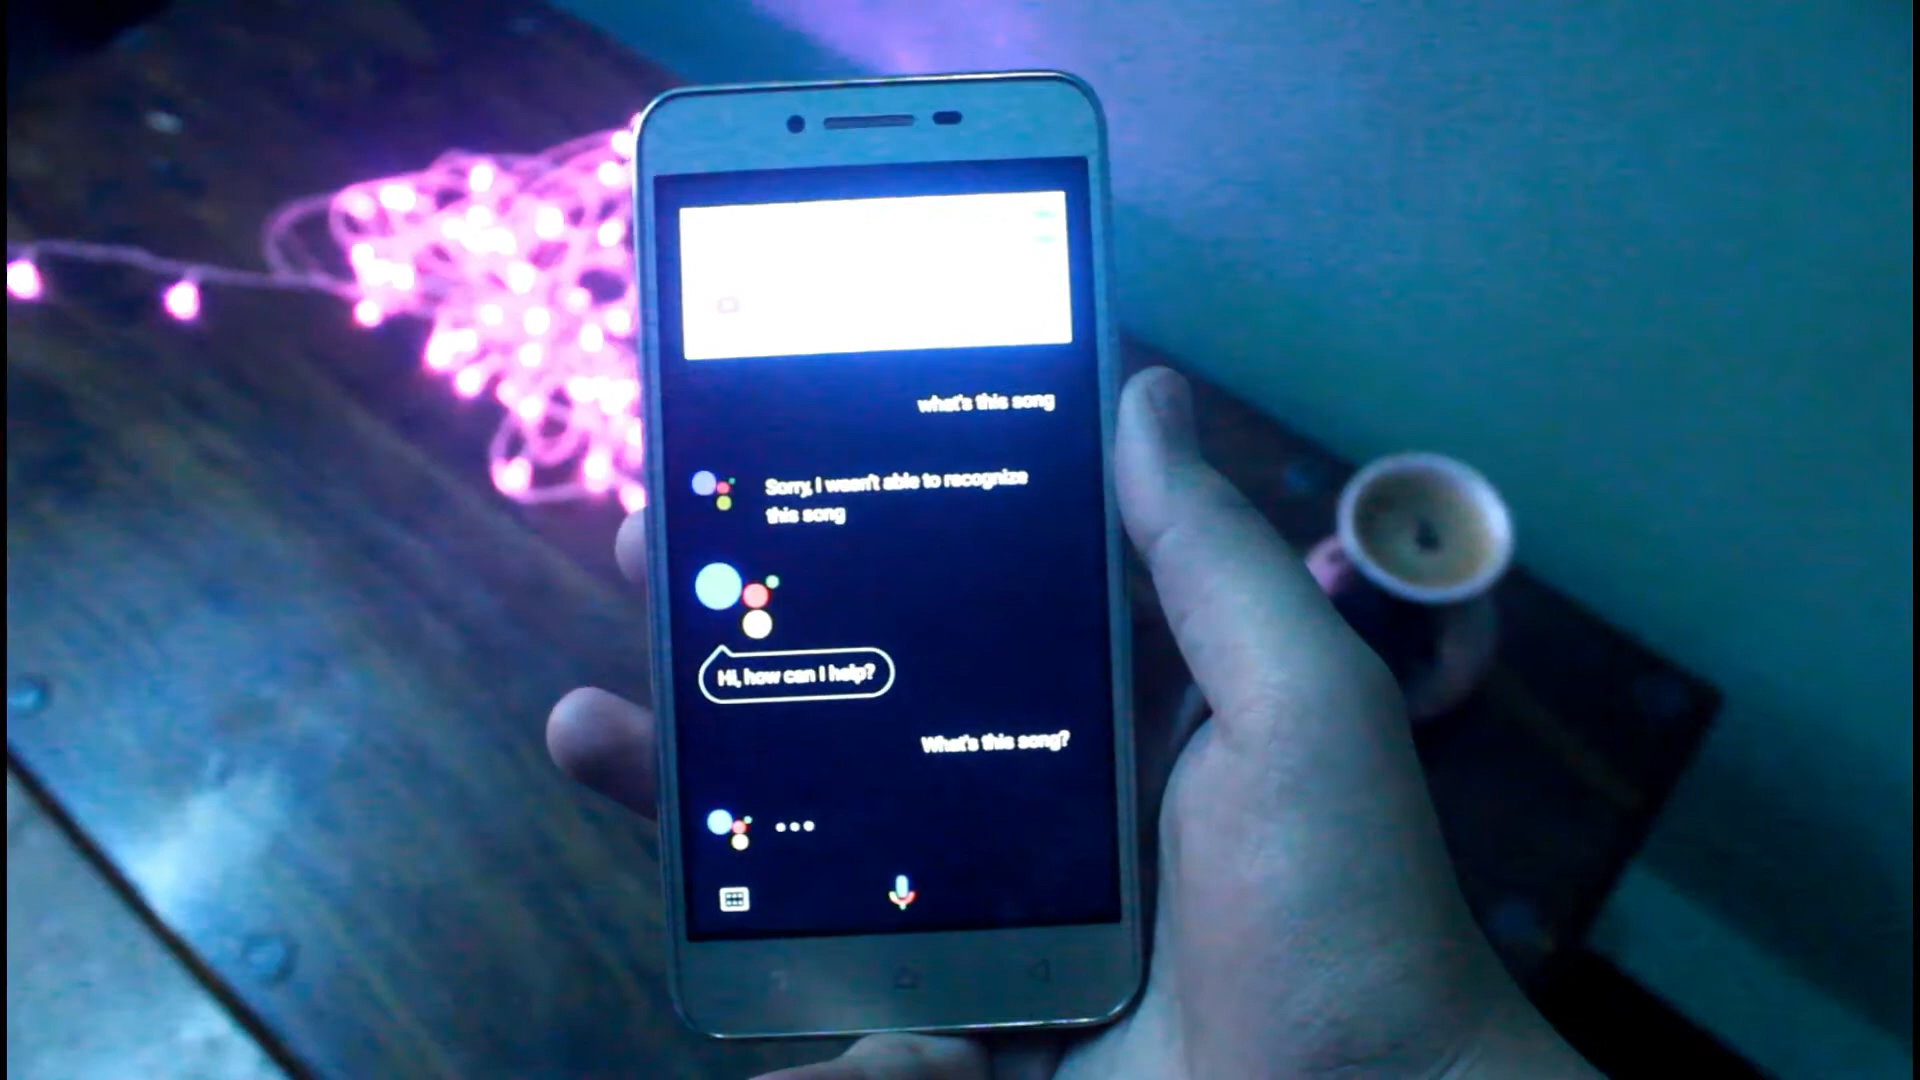 what's this song
Sorry, I wasn't able to recognize
this song
Hi, how can I help?
What's this song?